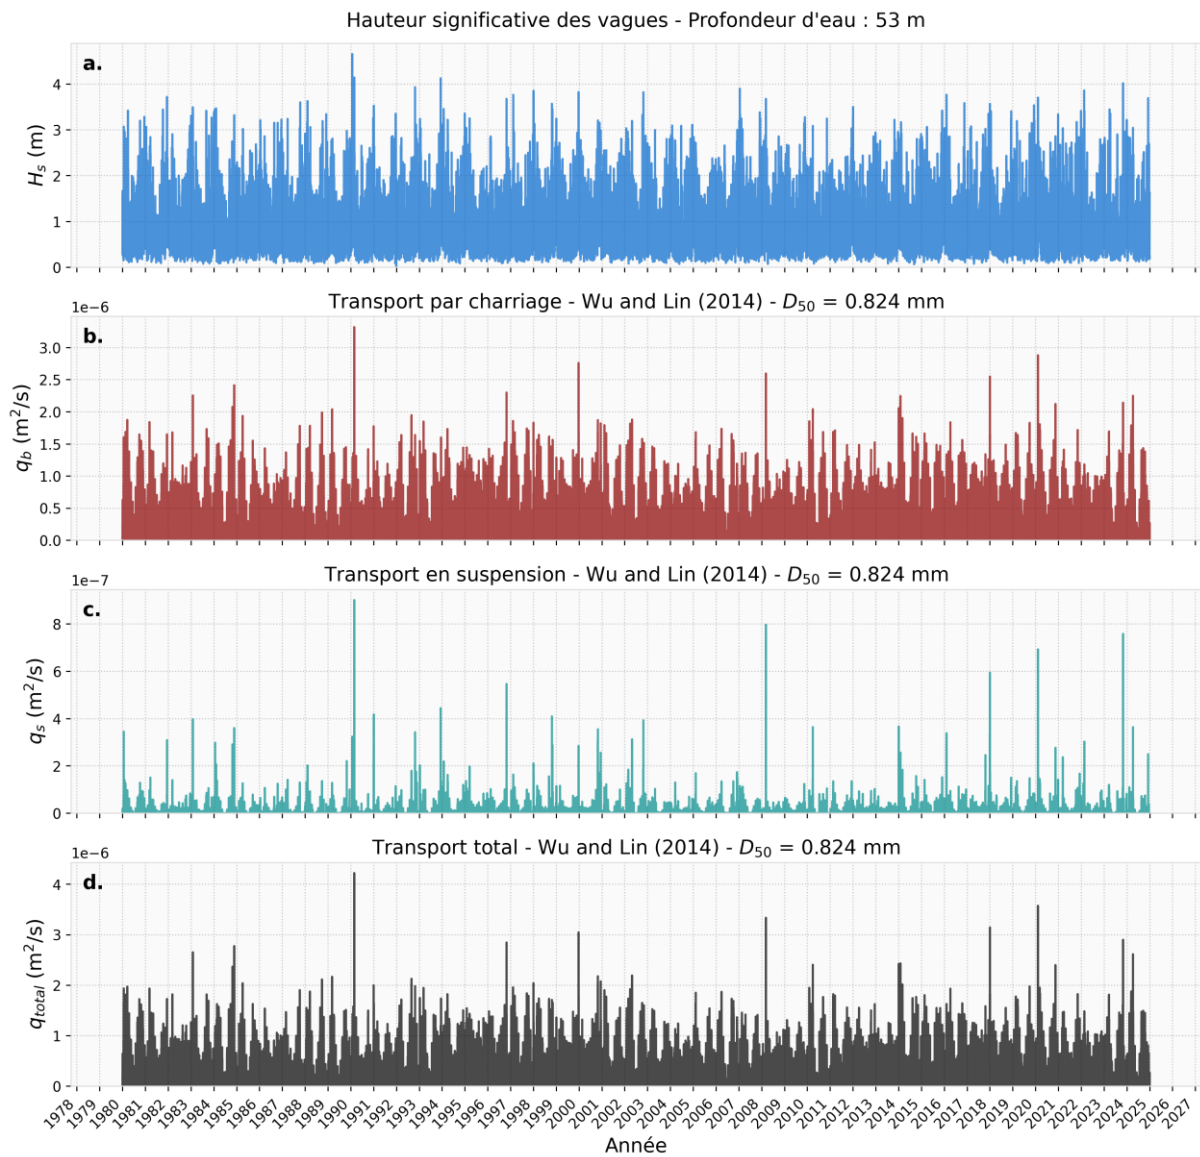 Hauteur significative des vagues - Profondeur d'eau : 53 m
a.
4
3
2
1
0
H_s (m)
Transport par charriage - Wu and Lin (2014) - D_50 = 0.824 mm
1e-6
b.
3.0
2.5
2.0
1.5
1.0
0.5
0.0
q_b (m²/s)
Transport en suspension - Wu and Lin (2014) - D_50 = 0.824 mm
1e-7
c.
8
6
4
2
0
q_s (m²/s)
Transport total - Wu and Lin (2014) - D_50 = 0.824 mm
1e-6
d.
4
3
2
1
0
q_total (m²/s)
1978 1979 1980 1981 1982 1983 1984 1985 1986 1987 1988 1989 1990 1991 1992 1993 1994 1995 1996 1997 1998 1999 2000 2001 2002 2003 2004 2005 2006 2007 2008 2009 2010 2011 2012 2013 2014 2015 2016 2017 2018 2019 2020 2021 2022 2023 2024 2025 2026 2027
Année